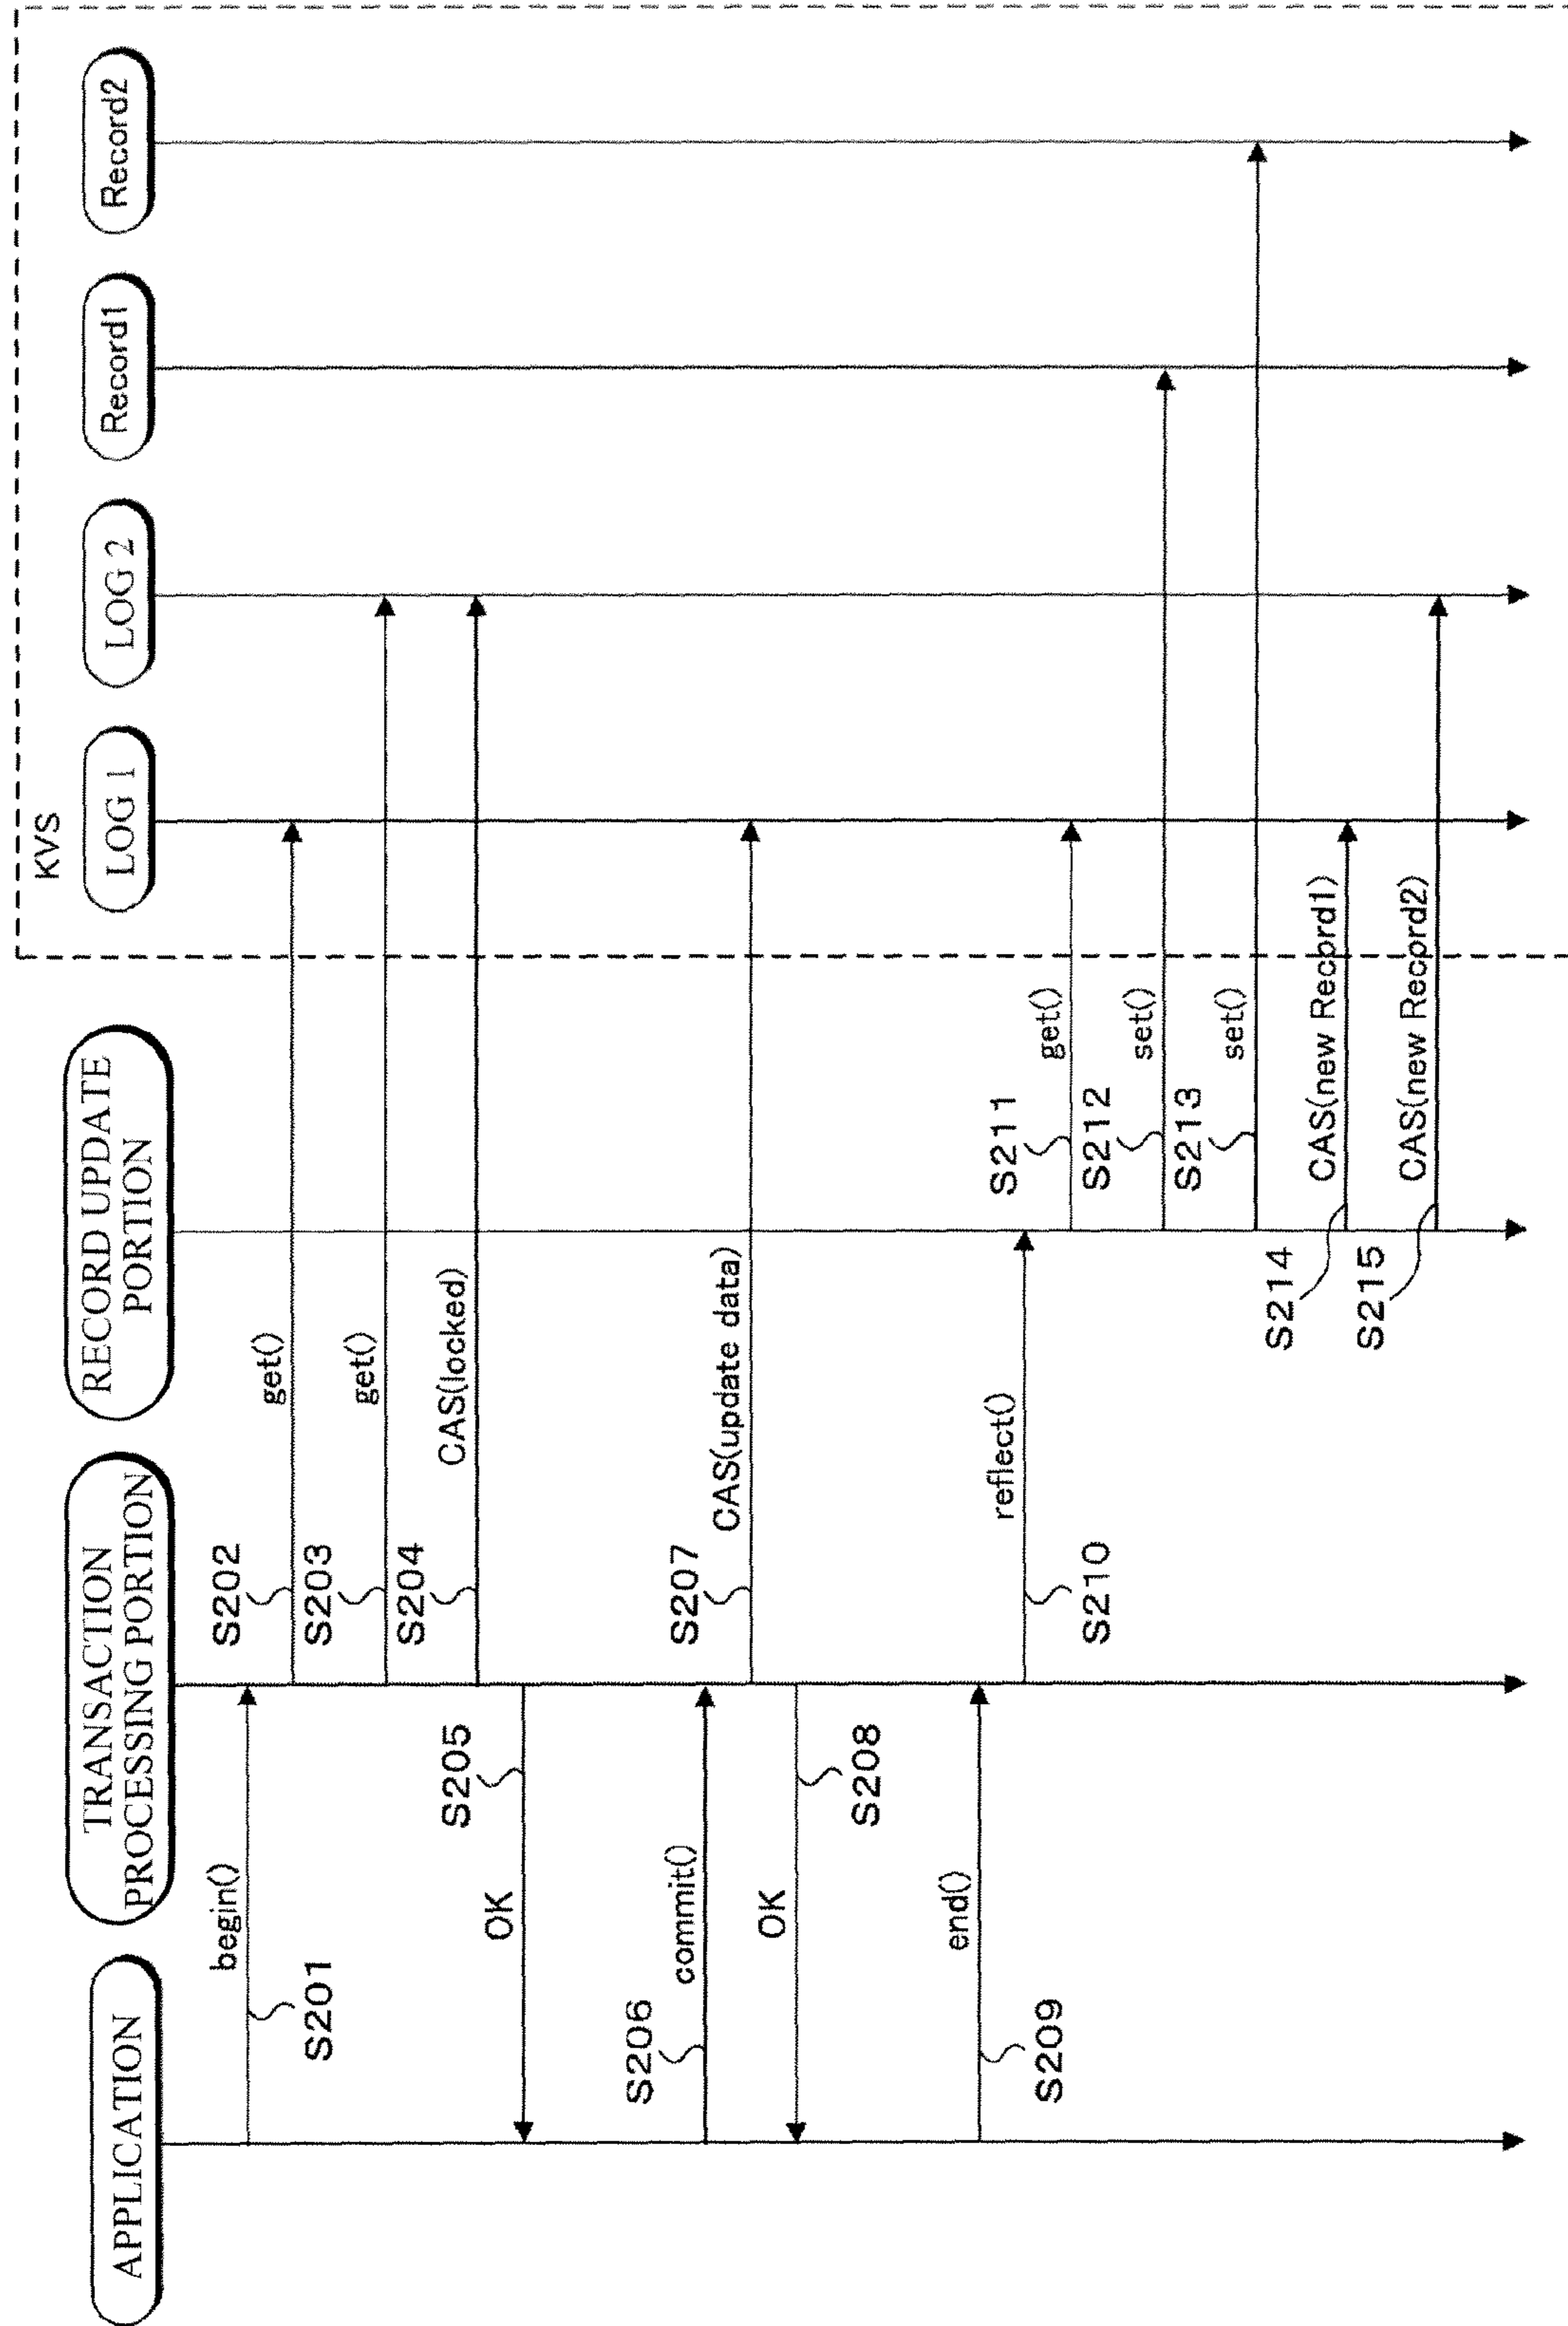 KVS
APPLICATION
TRANSACTION
PROCESSING PORTION
RECORD UPDATE
PORTION
LOG 1
LOG 2
Record1
Record2
begin()
S201
S202
get()
S203
get()
S204
CAS(locked)
S205
OK
S206
commit()
S207
CAS(update data)
OK
S208
end()
S209
reflect()
S210
S211
get()
S212
set()
S213
set()
S214
CAS(new Record1)
S215
CAS(new Record2)